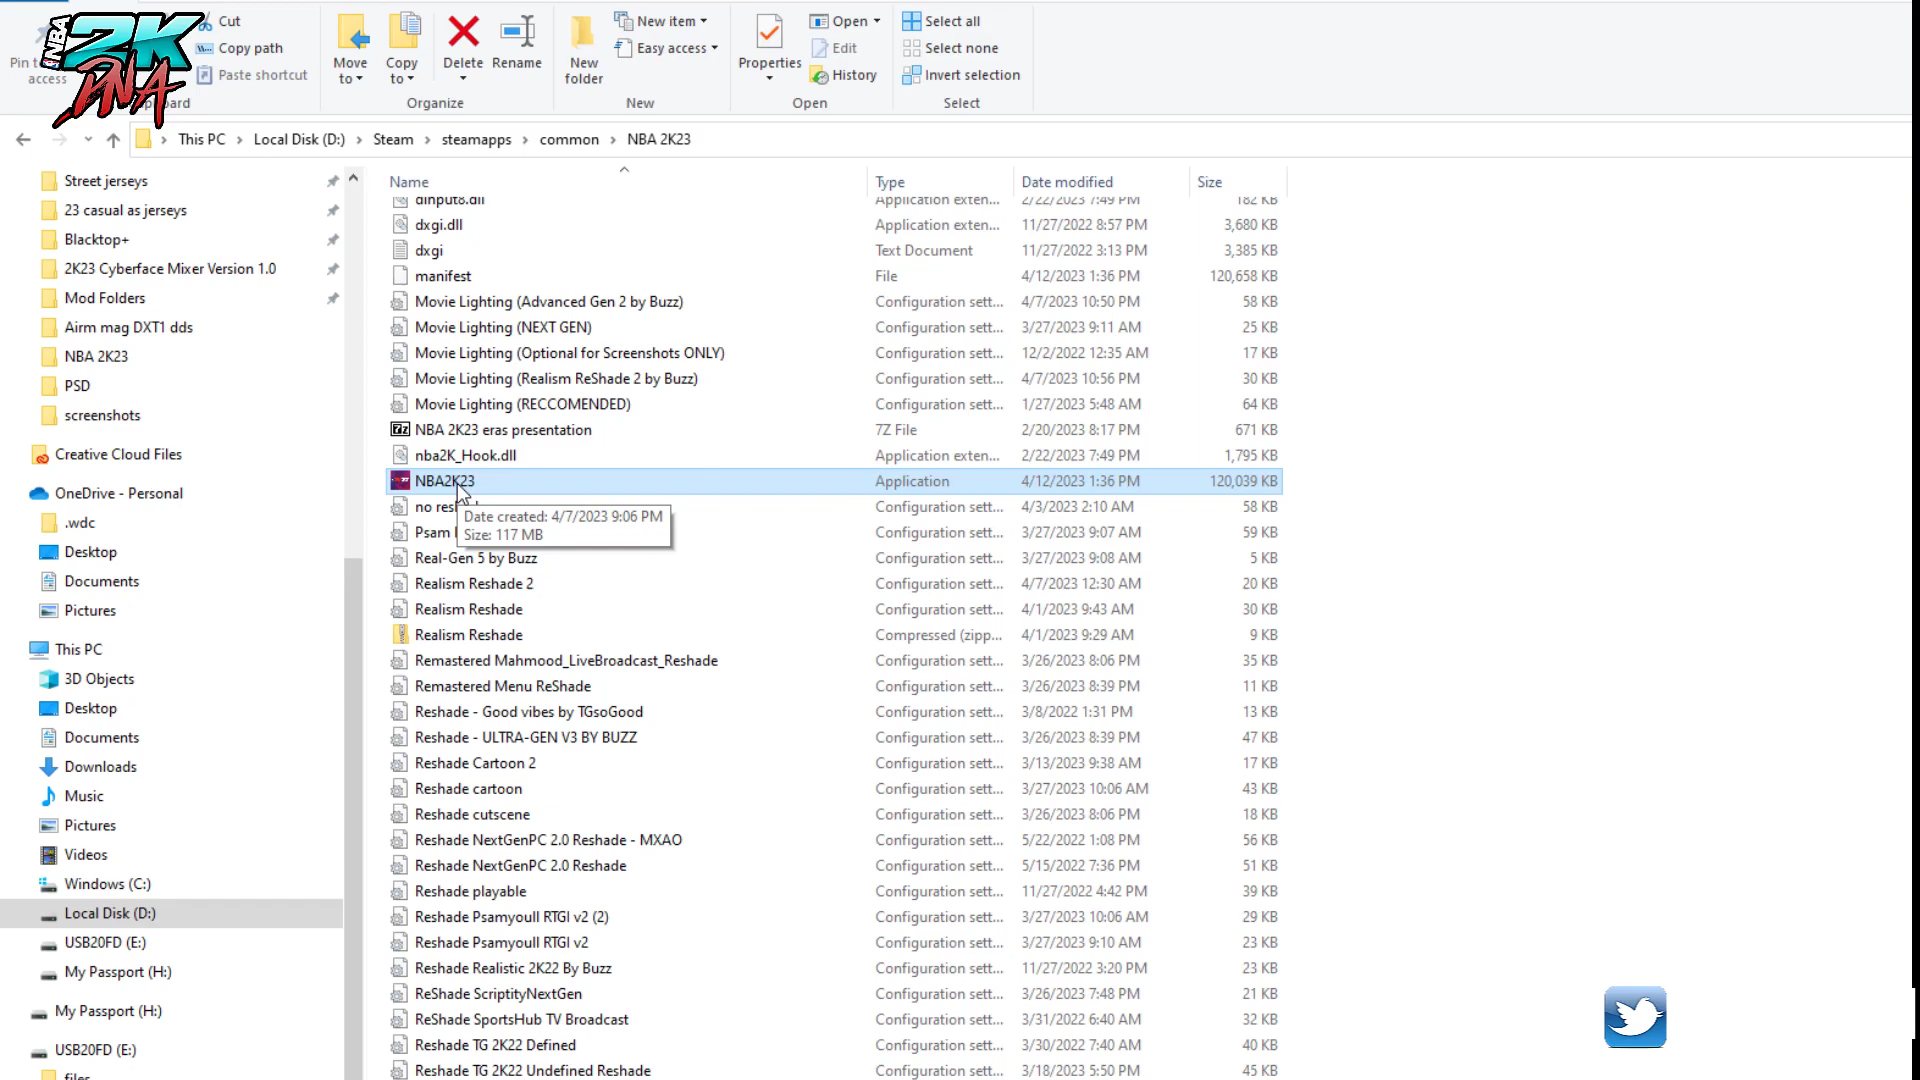 NBA 2K DNA
Cut
Copy path
Paste shortcut
Pin to
access
Move to
Copy to
Delete
Rename
Organize
New folder
New item
Easy access
New
Properties
Open
Edit
History
Open
Select all
Select none
Invert selection
Select
This PC > Local Disk (D:) > Steam > steamapps > common > NBA 2K23
Street jerseys
23 casual as jerseys
Blacktop+
2K23 Cyberface Mixer Version 1.0
Mod Folders
Airm mag DXT1 dds
NBA 2K23
PSD
screenshots
Creative Cloud Files
OneDrive - Personal
.wdc
Desktop
Documents
Pictures
This PC
3D Objects
Desktop
Documents
Downloads
Music
Pictures
Videos
Windows (C:)
Local Disk (D:)
USB20FD (E:)
My Passport (H:)
My Passport (H:)
USB20FD (E:)
files
Name Type Date modified Size
dinput8.dll Application exten... 2/22/2023 7:49 PM 182 KB
dxgi.dll Application exten... 11/27/2022 8:57 PM 3,680 KB
dxgi Text Document 11/27/2022 3:13 PM 3,385 KB
manifest File 4/12/2023 1:36 PM 120,658 KB
Movie Lighting (Advanced Gen 2 by Buzz) Configuration sett... 4/7/2023 10:50 PM 58 KB
Movie Lighting (NEXT GEN) Configuration sett... 3/27/2023 9:11 AM 25 KB
Movie Lighting (Optional for Screenshots ONLY) Configuration sett... 12/2/2022 12:35 AM 17 KB
Movie Lighting (Realism ReShade 2 by Buzz) Configuration sett... 4/7/2023 10:56 PM 30 KB
Movie Lighting (RECCOMENDED) Configuration sett... 1/27/2023 5:48 AM 64 KB
NBA 2K23 eras presentation 7Z File 2/20/2023 8:17 PM 671 KB
nba2K_Hook.dll Application exten... 2/22/2023 7:49 PM 1,795 KB
NBA2K23 Application 4/12/2023 1:36 PM 120,039 KB
no res Configuration sett... 4/3/2023 2:10 AM 58 KB
Date created: 4/7/2023 9:06 PM
Size: 117 MB
Psam Configuration sett... 3/27/2023 9:07 AM 59 KB
Real-Gen 5 by Buzz Configuration sett... 3/27/2023 9:08 AM 5 KB
Realism Reshade 2 Configuration sett... 4/7/2023 12:30 AM 20 KB
Realism Reshade Configuration sett... 4/1/2023 9:43 AM 30 KB
Realism Reshade Compressed (zipp... 4/1/2023 9:29 AM 9 KB
Remastered Mahmood_LiveBroadcast_Reshade Configuration sett... 3/26/2023 8:06 PM 35 KB
Remastered Menu ReShade Configuration sett... 3/26/2023 8:39 PM 11 KB
Reshade - Good vibes by TGsoGood Configuration sett... 3/8/2022 1:31 PM 13 KB
Reshade - ULTRA-GEN V3 BY BUZZ Configuration sett... 3/26/2023 8:39 PM 47 KB
Reshade Cartoon 2 Configuration sett... 3/13/2023 9:38 AM 17 KB
Reshade cartoon Configuration sett... 3/27/2023 10:06 AM 43 KB
Reshade cutscene Configuration sett... 3/26/2023 8:06 PM 18 KB
Reshade NextGenPC 2.0 Reshade - MXAO Configuration sett... 5/22/2022 1:08 PM 56 KB
Reshade NextGenPC 2.0 Reshade Configuration sett... 5/15/2022 7:36 PM 51 KB
Reshade playable Configuration sett... 11/27/2022 4:42 PM 39 KB
Reshade Psamyoull RTGI v2 (2) Configuration sett... 3/27/2023 10:06 AM 29 KB
Reshade Psamyoull RTGI v2 Configuration sett... 3/27/2023 9:10 AM 23 KB
Reshade Realistic 2K22 By Buzz Configuration sett... 11/27/2022 3:20 PM 23 KB
ReShade ScriptityNextGen Configuration sett... 3/26/2023 7:48 PM 21 KB
ReShade SportsHub TV Broadcast Configuration sett... 3/31/2022 6:40 AM 32 KB
Reshade TG 2K22 Defined Configuration sett... 3/30/2022 7:40 AM 40 KB
Reshade TG 2K22 Undefined Reshade Configuration sett... 3/18/2023 5:50 PM 45 KB